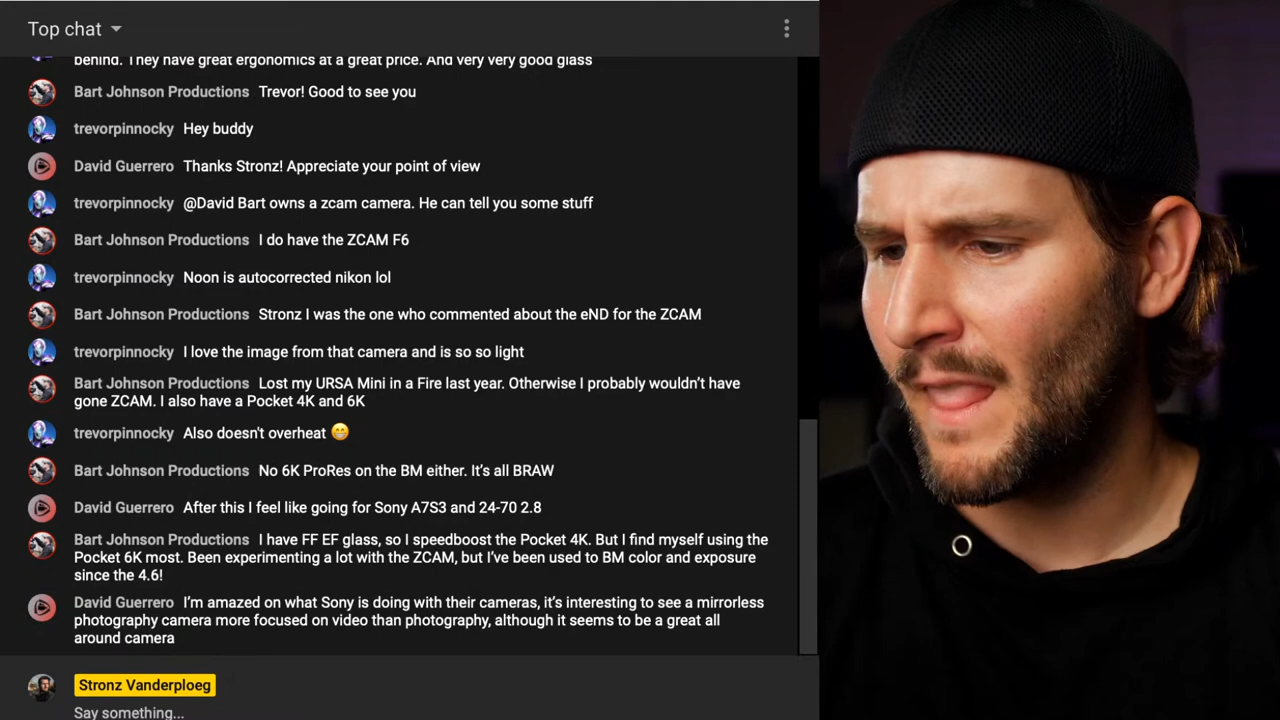 Top chat
behind. They have great ergonomics at a great price. And very very good glass
Bart Johnson Productions Trevor! Good to see you
trevorpinnocky Hey buddy
David Guerrero Thanks Stronz! Appreciate your point of view
trevorpinnocky @David Bart owns a zcam camera. He can tell you some stuff
Bart Johnson Productions I do have the ZCAM F6
trevorpinnocky Noon is autocorrected nikon lol
Bart Johnson Productions Stronz I was the one who commented about the eND for the ZCAM
trevorpinnocky I love the image from that camera and is so so light
Bart Johnson Productions Lost my URSA Mini in a Fire last year. Otherwise I probably wouldn’t have
gone ZCAM. I also have a Pocket 4K and 6K
trevorpinnocky Also doesn't overheat 😁
Bart Johnson Productions No 6K ProRes on the BM either. It’s all BRAW
David Guerrero After this I feel like going for Sony A7S3 and 24-70 2.8
Bart Johnson Productions I have FF EF glass, so I speedboost the Pocket 4K. But I find myself using the
Pocket 6K most. Been experimenting a lot with the ZCAM, but I’ve been used to BM color and exposure
since the 4.6!
David Guerrero I’m amazed on what Sony is doing with their cameras, it’s interesting to see a mirrorless
photography camera more focused on video than photography, although it seems to be a great all
around camera
Stronz Vanderploeg
Say something...